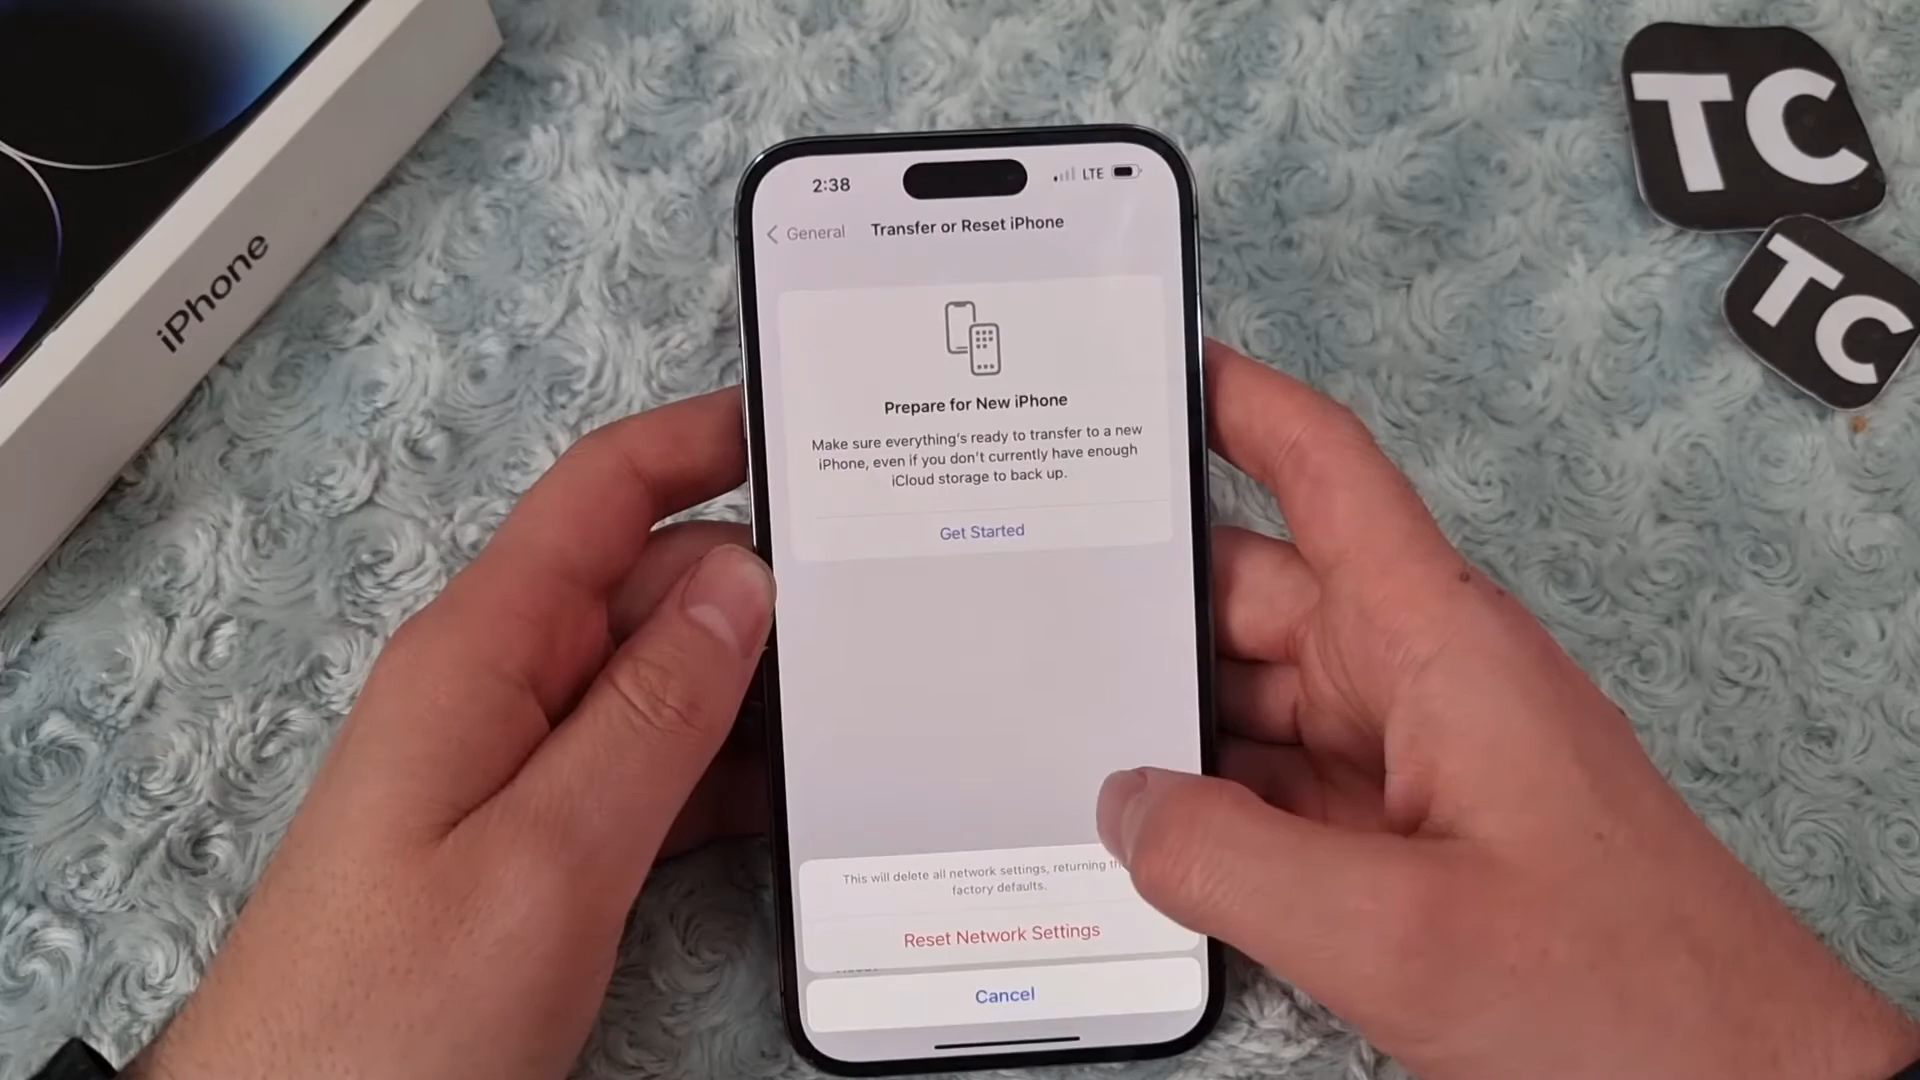 iPhone
TC
TC
2:38
LTE
General
Transfer or Reset iPhone
Prepare for New iPhone
Make sure everything's ready to transfer to a new
iPhone, even if you don't currently have enough
iCloud storage to back up.
Get Started
This will delete all network settings, returning
factory defaults.
Reset Network Settings
Cancel